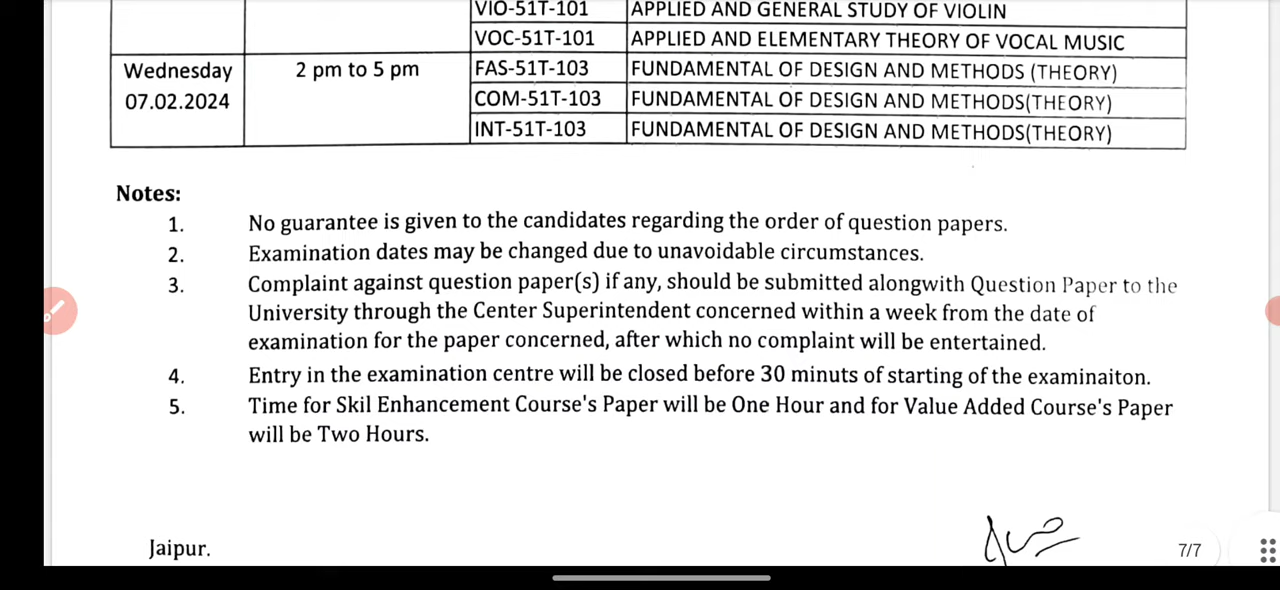 VIO-51T-101 APPLIED AND GENERAL STUDY OF VIOLIN
VOC-51T-101 APPLIED AND ELEMENTARY THEORY OF VOCAL MUSIC
Wednesday 2 pm to 5 pm FAS-51T-103 FUNDAMENTAL OF DESIGN AND METHODS (THEORY)
07.02.2024 COM-51T-103 FUNDAMENTAL OF DESIGN AND METHODS(THEORY)
INT-51T-103 FUNDAMENTAL OF DESIGN AND METHODS(THEORY)
Notes:
1. No guarantee is given to the candidates regarding the order of question papers.
2. Examination dates may be changed due to unavoidable circumstances.
3. Complaint against question paper(s) if any, should be submitted alongwith Question Paper to the
University through the Center Superintendent concerned within a week from the date of
examination for the paper concerned, after which no complaint will be entertained.
4. Entry in the examination centre will be closed before 30 minuts of starting of the examinaiton.
5. Time for Skil Enhancement Course's Paper will be One Hour and for Value Added Course's Paper
will be Two Hours.
Jaipur.
7/7